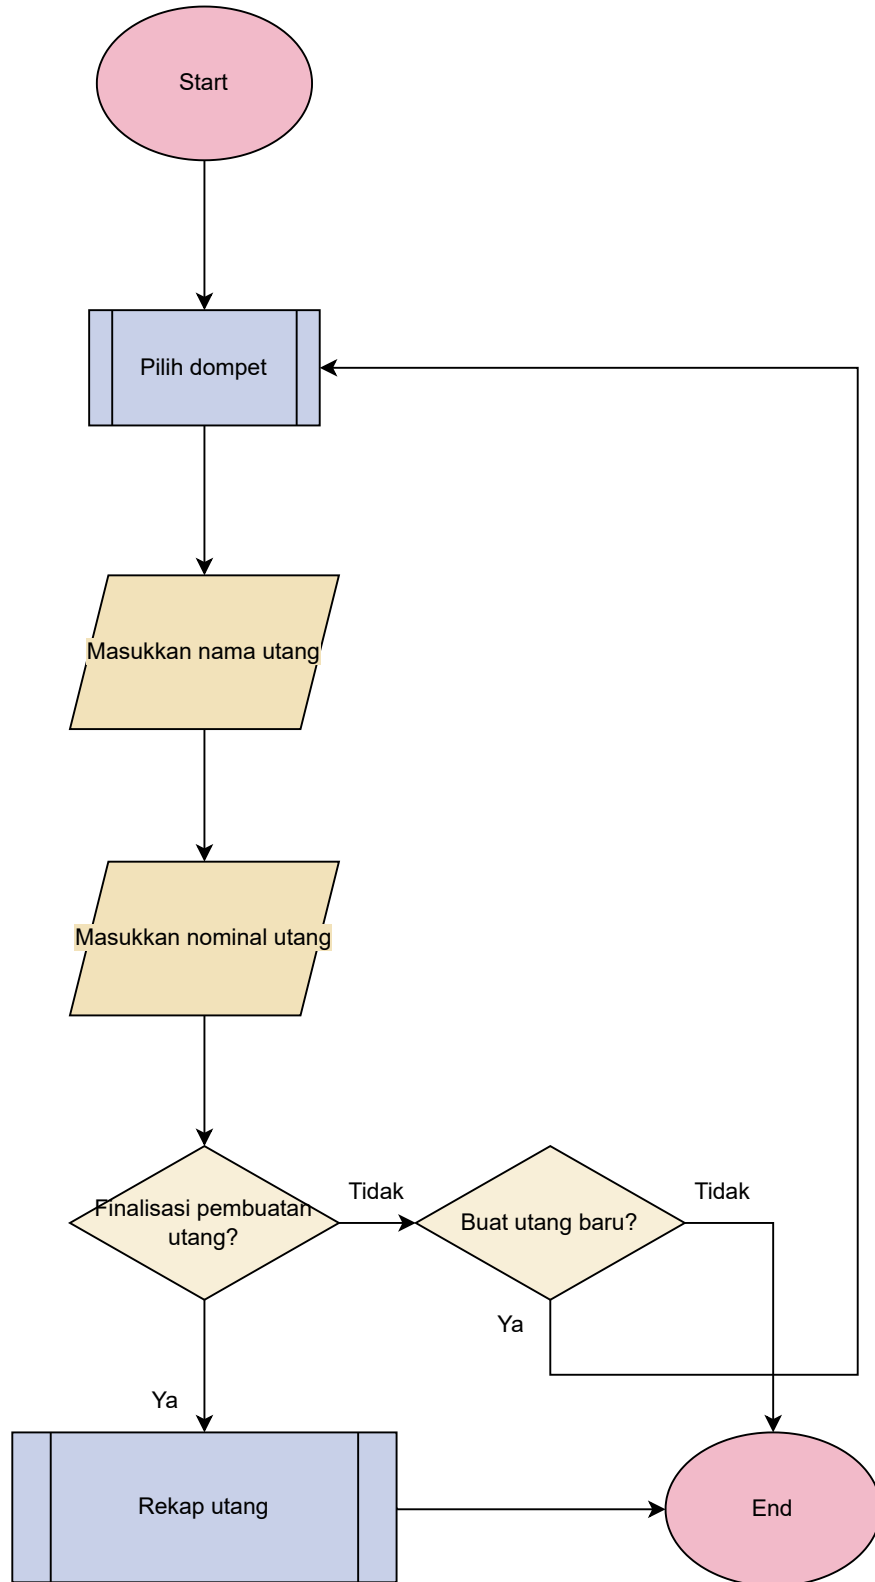 Start
Pilih dompet
Masukkan nama utang
Masukkan nominal utang
Finalisasi pembuatan
utang?
Tidak
Buat utang baru?
Tidak
Ya
Ya
Rekap utang
End